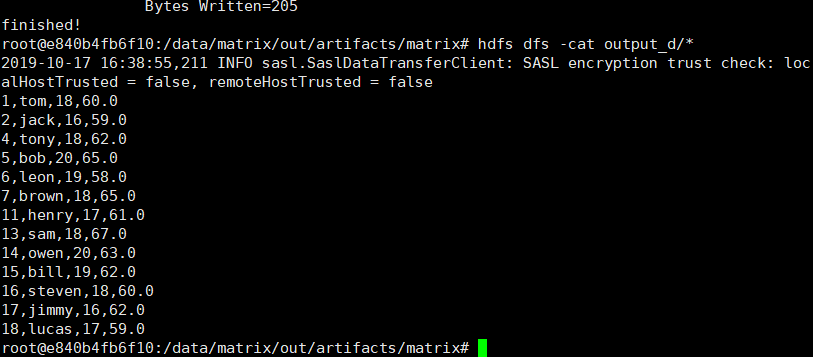 Bytes Written=205
finished!
root@e840b4fb6f10:/data/matrix/out/artifacts/matrix# hdfs dfs -cat output_d/*
2019-10-17 16:38:55,211 INFO sasl.SaslDataTransferClient: SASL encryption trust check: loc
alHostTrusted = false, remoteHostTrusted = false
1,tom,18,60.0
2,jack,16,59.0
4,tony,18,62.0
5,bob,20,65.0
6,leon,19,58.0
7,brown,18,65.0
11,henry,17,61.0
13,sam,18,67.0
14,owen,20,63.0
15,bill,19,62.0
16,steven,18,60.0
17,jimmy,16,62.0
18,lucas,17,59.0
root@e840b4fb6f10:/data/matrix/out/artifacts/matrix#